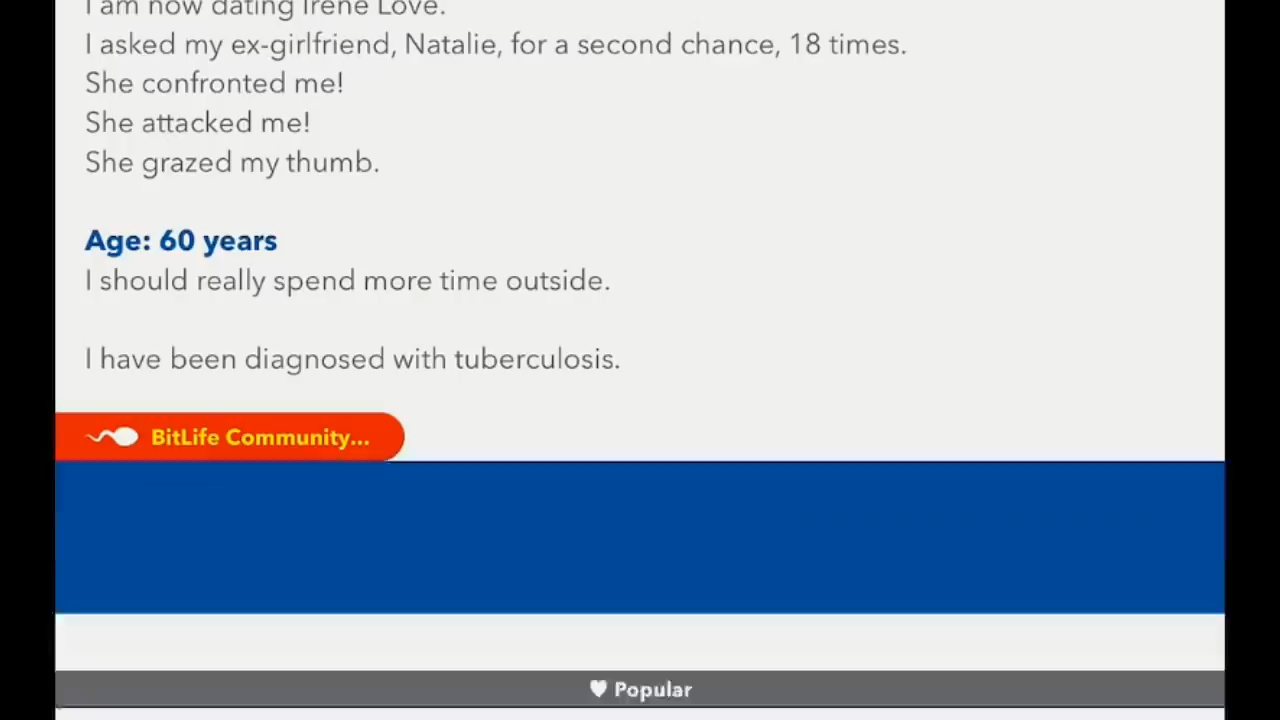 I am now dating Irene Love.
I asked my ex-girlfriend, Natalie, for a second chance, 18 times.
She confronted me!
She attacked me!
She grazed my thumb.
Age: 60 years
I should really spend more time outside.
I have been diagnosed with tuberculosis.
BitLife Community...
Popular